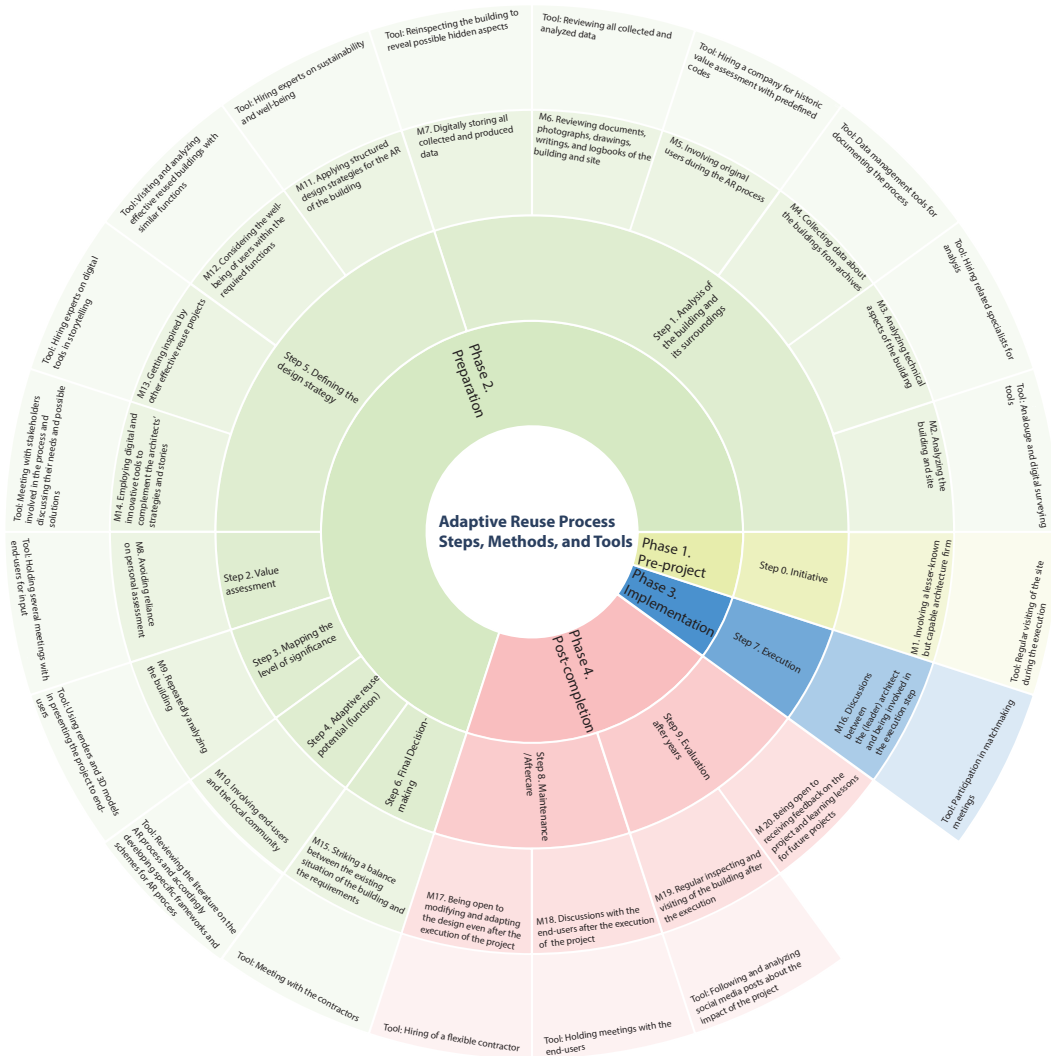 Adaptive Reuse Process
Steps, Methods, and Tools
Phase 1.
Pre-project
Step 0. Initiative
M1. Involving a lesser-known
but capable architecture firm
Tool: Regular visiting of the site
during the execution
Phase 2.
Preparation
Step 1. Analysis of
the building and
its surroundings
M2. Analyzing the
building and site
Tool: Analouge and digital surveying
tools
M3. Analyzing technical
aspects of the building
Tool: Hiring related specialists for
analysis
M4. Collecting data about
the buildings from archives
Tool: Data management tools for
documenting the process
M5. Involving original
users during the AR process
Tool: Hiring a company for historic
value assessment with predefined
codes
M6. Reviewing documents,
photographs, drawings,
writings, and logbooks of the
building and site
Tool: Reviewing all collected and
analyzed data
M7. Digitally storing all
collected and produced
data
Tool: Reinspecting the building to
reveal possible hidden aspects
Step 5. Defining the
design strategy
M11. Applying structured
design strategies for the AR
of the building
Tool: Hiring experts on sustainability
and well-being
M12. Considering the well-
being of users within the
required functions
Tool: Visiting and analyzing
effective reused buildings with
similar functions
M13. Getting inspired by
other effective reuse projects
Tool: Hiring experts on digital
tools in storytelling
M14. Employing digital and
innovative tools to
complement the architects’
strategies and stories
Tool: Meeting with stakeholders
involved in the process and
discussing their needs and possible
solutions
Step 2. Value
assessment
M8. Avoiding reliance
on personal assessment
Tool: Holding several meetings with
end-users for input
Step 3. Mapping the
level of significance
M9. Repeatedly analyzing
the building
Tool: Using renders and 3D models
in presenting the project to end-
users
Step 4. Adaptive reuse
potential (function)
M10. Involving end-users
and the local community
Tool: Reviewing the literature on the
AR process and accordingly
developing specific frameworks and
schemes for AR process
Step 6. Final Decision-
making
M15. Striking a balance
between the existing
situation of the building and
the requirements
Tool: Meeting with the contractors
Phase 4.
Post-completion
Step 8. Maintenance
/Aftercare
M17. Being open to
modifying and adapting
the design even after the
execution of the project
Tool: Hiring of a flexible contractor
M18. Discussions with the
end-users after the execution
of the project
Tool: Holding meetings with the
end-users
Step 9. Evaluation
after years
M19. Regular inspecting and
visiting of the building after
the execution
Tool: Following and analyzing
social media posts about the
impact of the project
M 20. Being open to
receiving feedback on the
project and learning lessons
for future projects
Phase 3.
Implementation
Step 7. Execution
M16. Discussions
between
the (leader) architect
and being involved in
the execution step
Tool: Participation in matchmaking
meetings